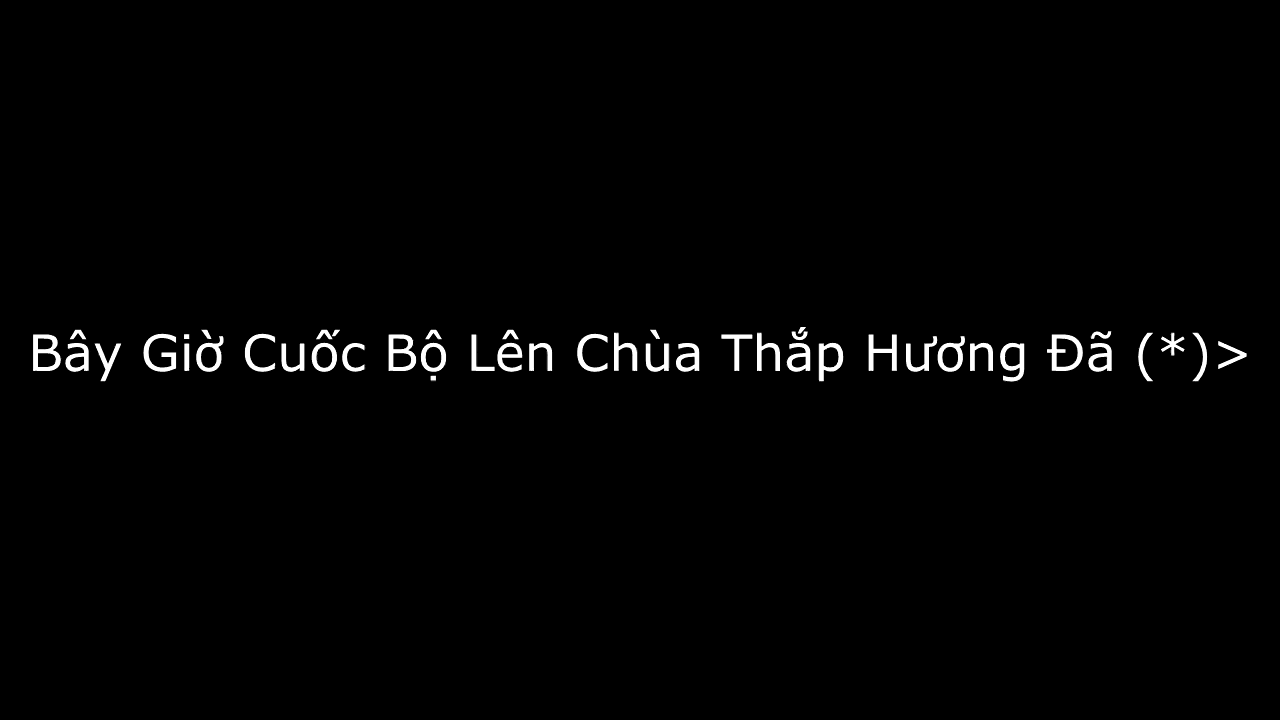 Bây Giờ Cuốc Bộ Lên Chùa Thắp Hương Đã (*)>